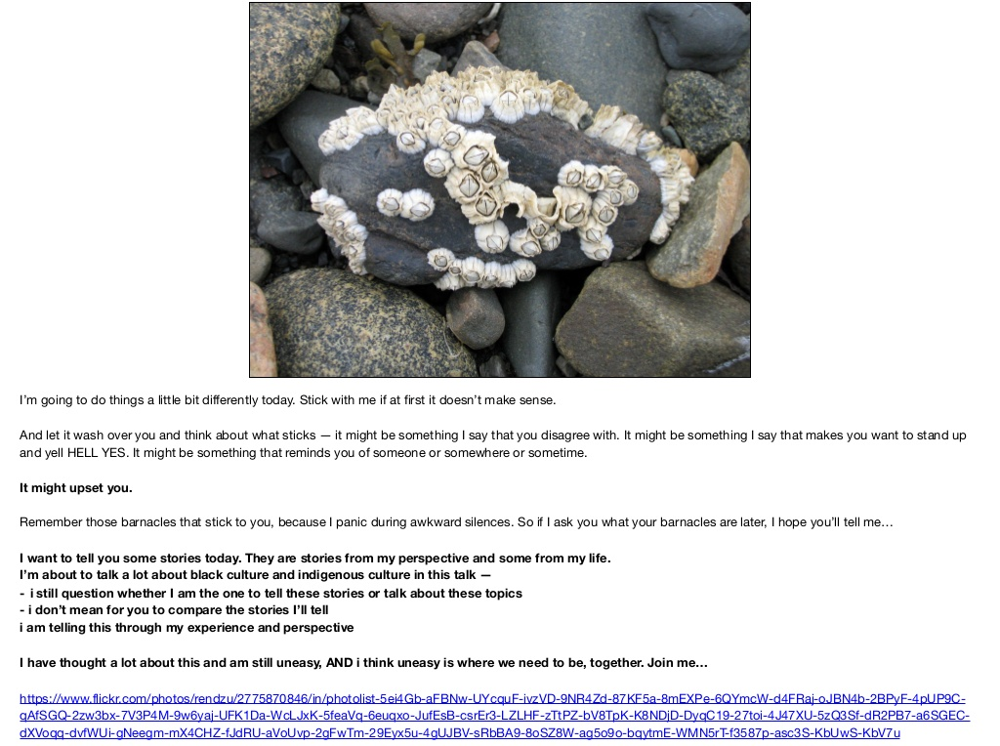 I'm going to do things a little bit differently today. Stick with me if at first it doesn't make sense.
And let it wash over you and think about what sticks — it might be something I say that you disagree with. It might be something I say that makes you want to stand up
and yell HELL YES. It might be something that reminds you of someone or somewhere or sometime.
It might upset you.
Remember those barnacles that stick to you, because I panic during awkward silences. So if I ask you what your barnacles are later, I hope you'll tell me…
I want to tell you some stories today. They are stories from my perspective and some from my life.
I'm about to talk a lot about black culture and indigenous culture in this talk —
- i still question whether I am the one to tell these stories or talk about these topics
- i don't mean for you to compare the stories I'll tell
i am telling this through my experience and perspective
I have thought a lot about this and am still uneasy, AND i think uneasy is where we need to be, together. Join me…
https://www.flickr.com/photos/rendzu/2775870846/in/photolist-5ei4Gb-aFBNw-UYcquF-ivzVD-9NR4Zd-87KF5a-8mEXPe-6QYmcW-d4FRaj-oJBN4b-2BPyF-4pUP9C-
qAfSGQ-2zw3bx-7V3P4M-9w6yaj-UFK1Da-WcLJxK-5feaVq-6euqxo-JufEsB-csrEr3-LZLHF-zTtPZ-bV8TpK-K8NDjD-DyqC19-27toi-4J47XU-5zQ3Sf-dR2PB7-a6SGEC-
dXVoqq-dvfWUi-gNeegm-mX4CHZ-fJdRU-aVoUvp-2gFwTm-29Eyx5u-4gUJBV-sRbBA9-8oSZ8W-ag5o9o-bqytmE-WMN5rT-f3587p-asc3S-KbUwS-KbV7u